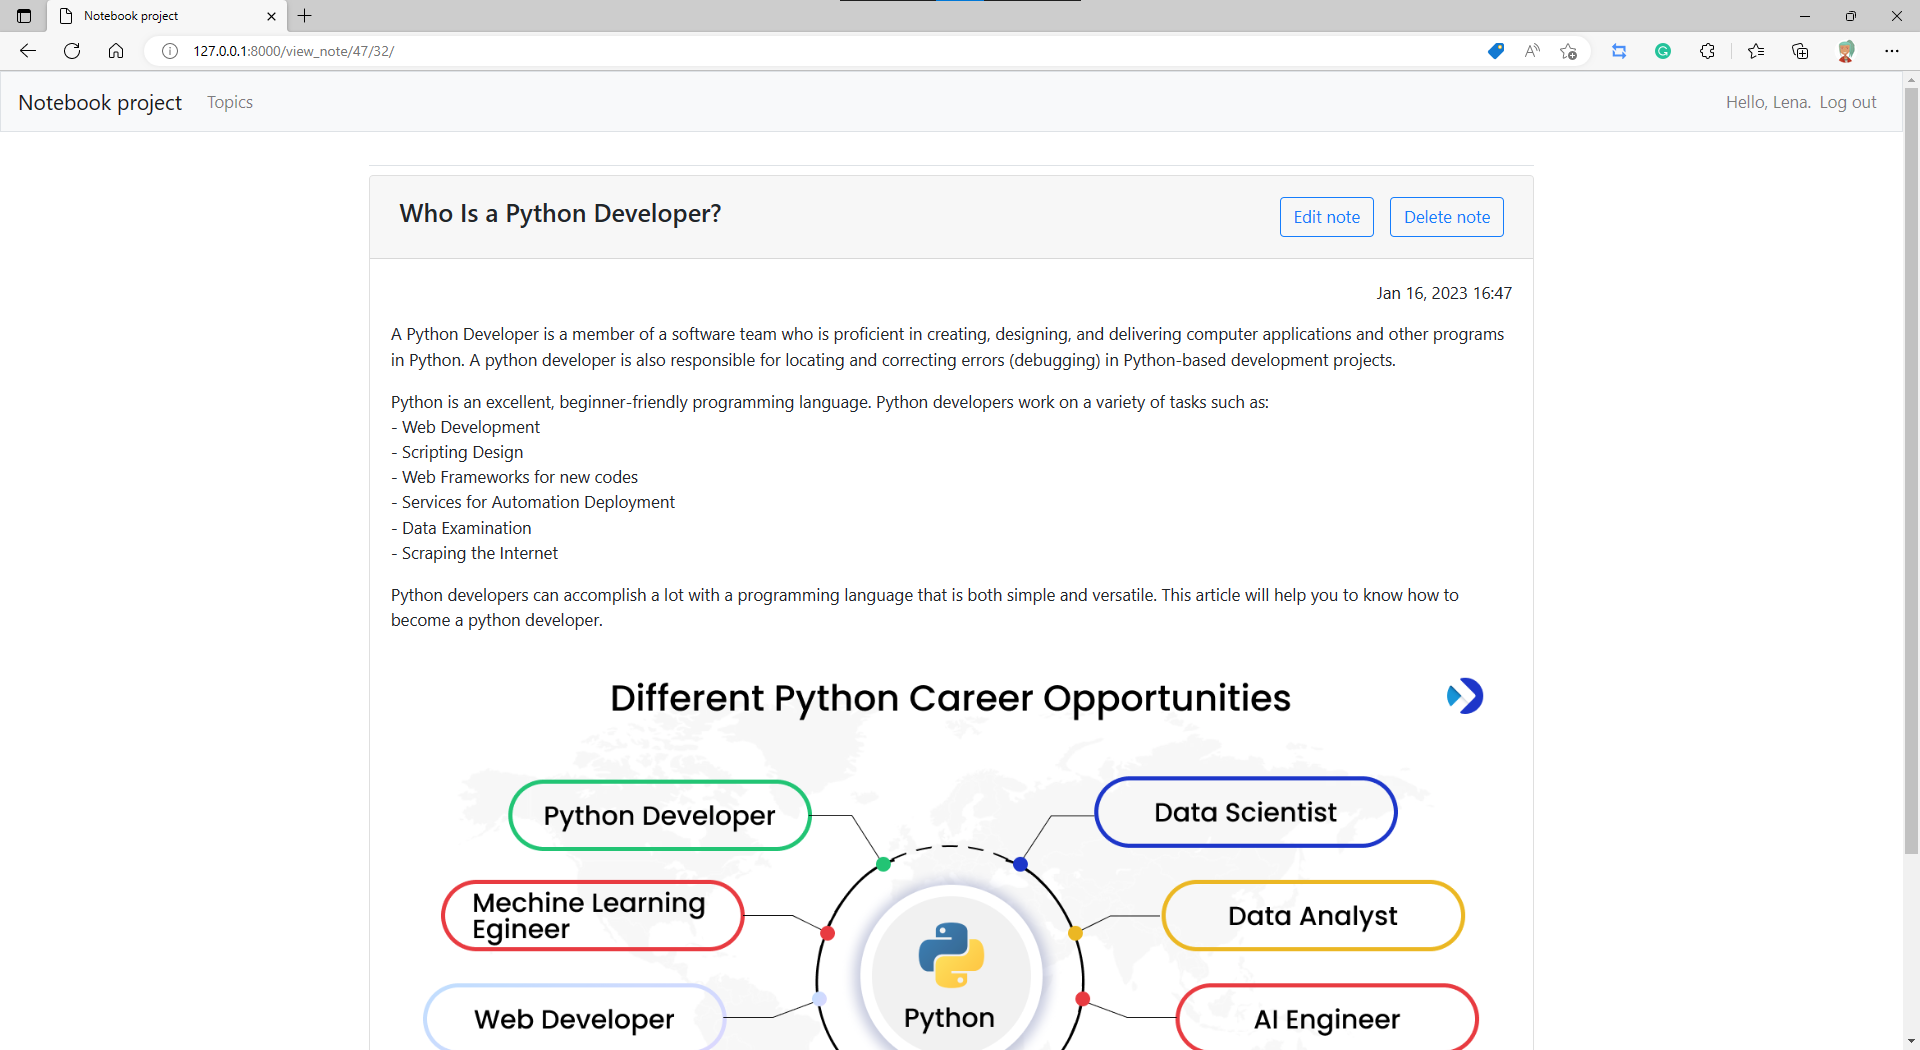 Notebook project
127.0.0.1:8000/view_note/47/32/
Notebook project Topics Hello, Lena. Log out
Who Is a Python Developer? Edit note Delete note
Jan 16, 2023 16:47
A Python Developer is a member of a software team who is proficient in creating, designing, and delivering computer applications and other programs
in Python. A python developer is also responsible for locating and correcting errors (debugging) in Python-based development projects.
Python is an excellent, beginner-friendly programming language. Python developers work on a variety of tasks such as:
- Web Development
- Scripting Design
- Web Frameworks for new codes
- Services for Automation Deployment
- Data Examination
- Scraping the Internet
Python developers can accomplish a lot with a programming language that is both simple and versatile. This article will help you to know how to
become a python developer.
Different Python Career Opportunities
Python Developer
Data Scientist
Mechine Learning
Egineer
Data Analyst
Web Developer
Python
AI Engineer